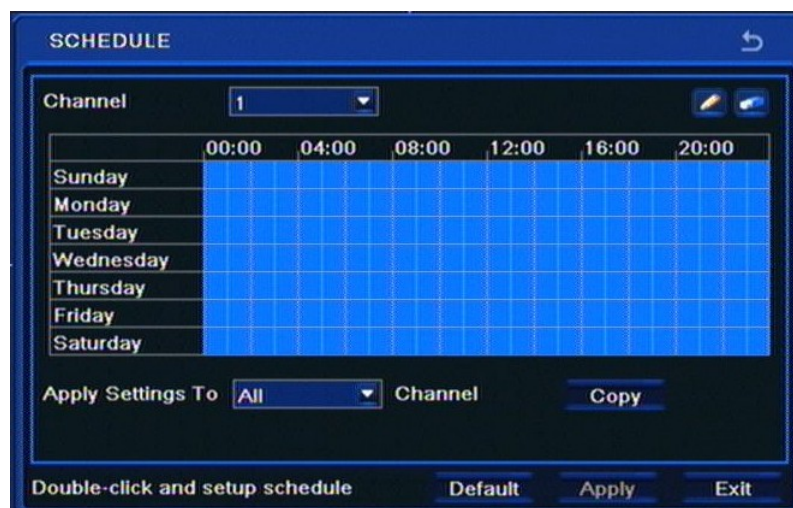 SCHEDULE
Channel 1
00:00 04:00 08:00 12:00 16:00 20:00
Sunday
Monday
Tuesday
Wednesday
Thursday
Friday
Saturday
Apply Settings To All Channel Copy
Double-click and setup schedule Default Apply Exit